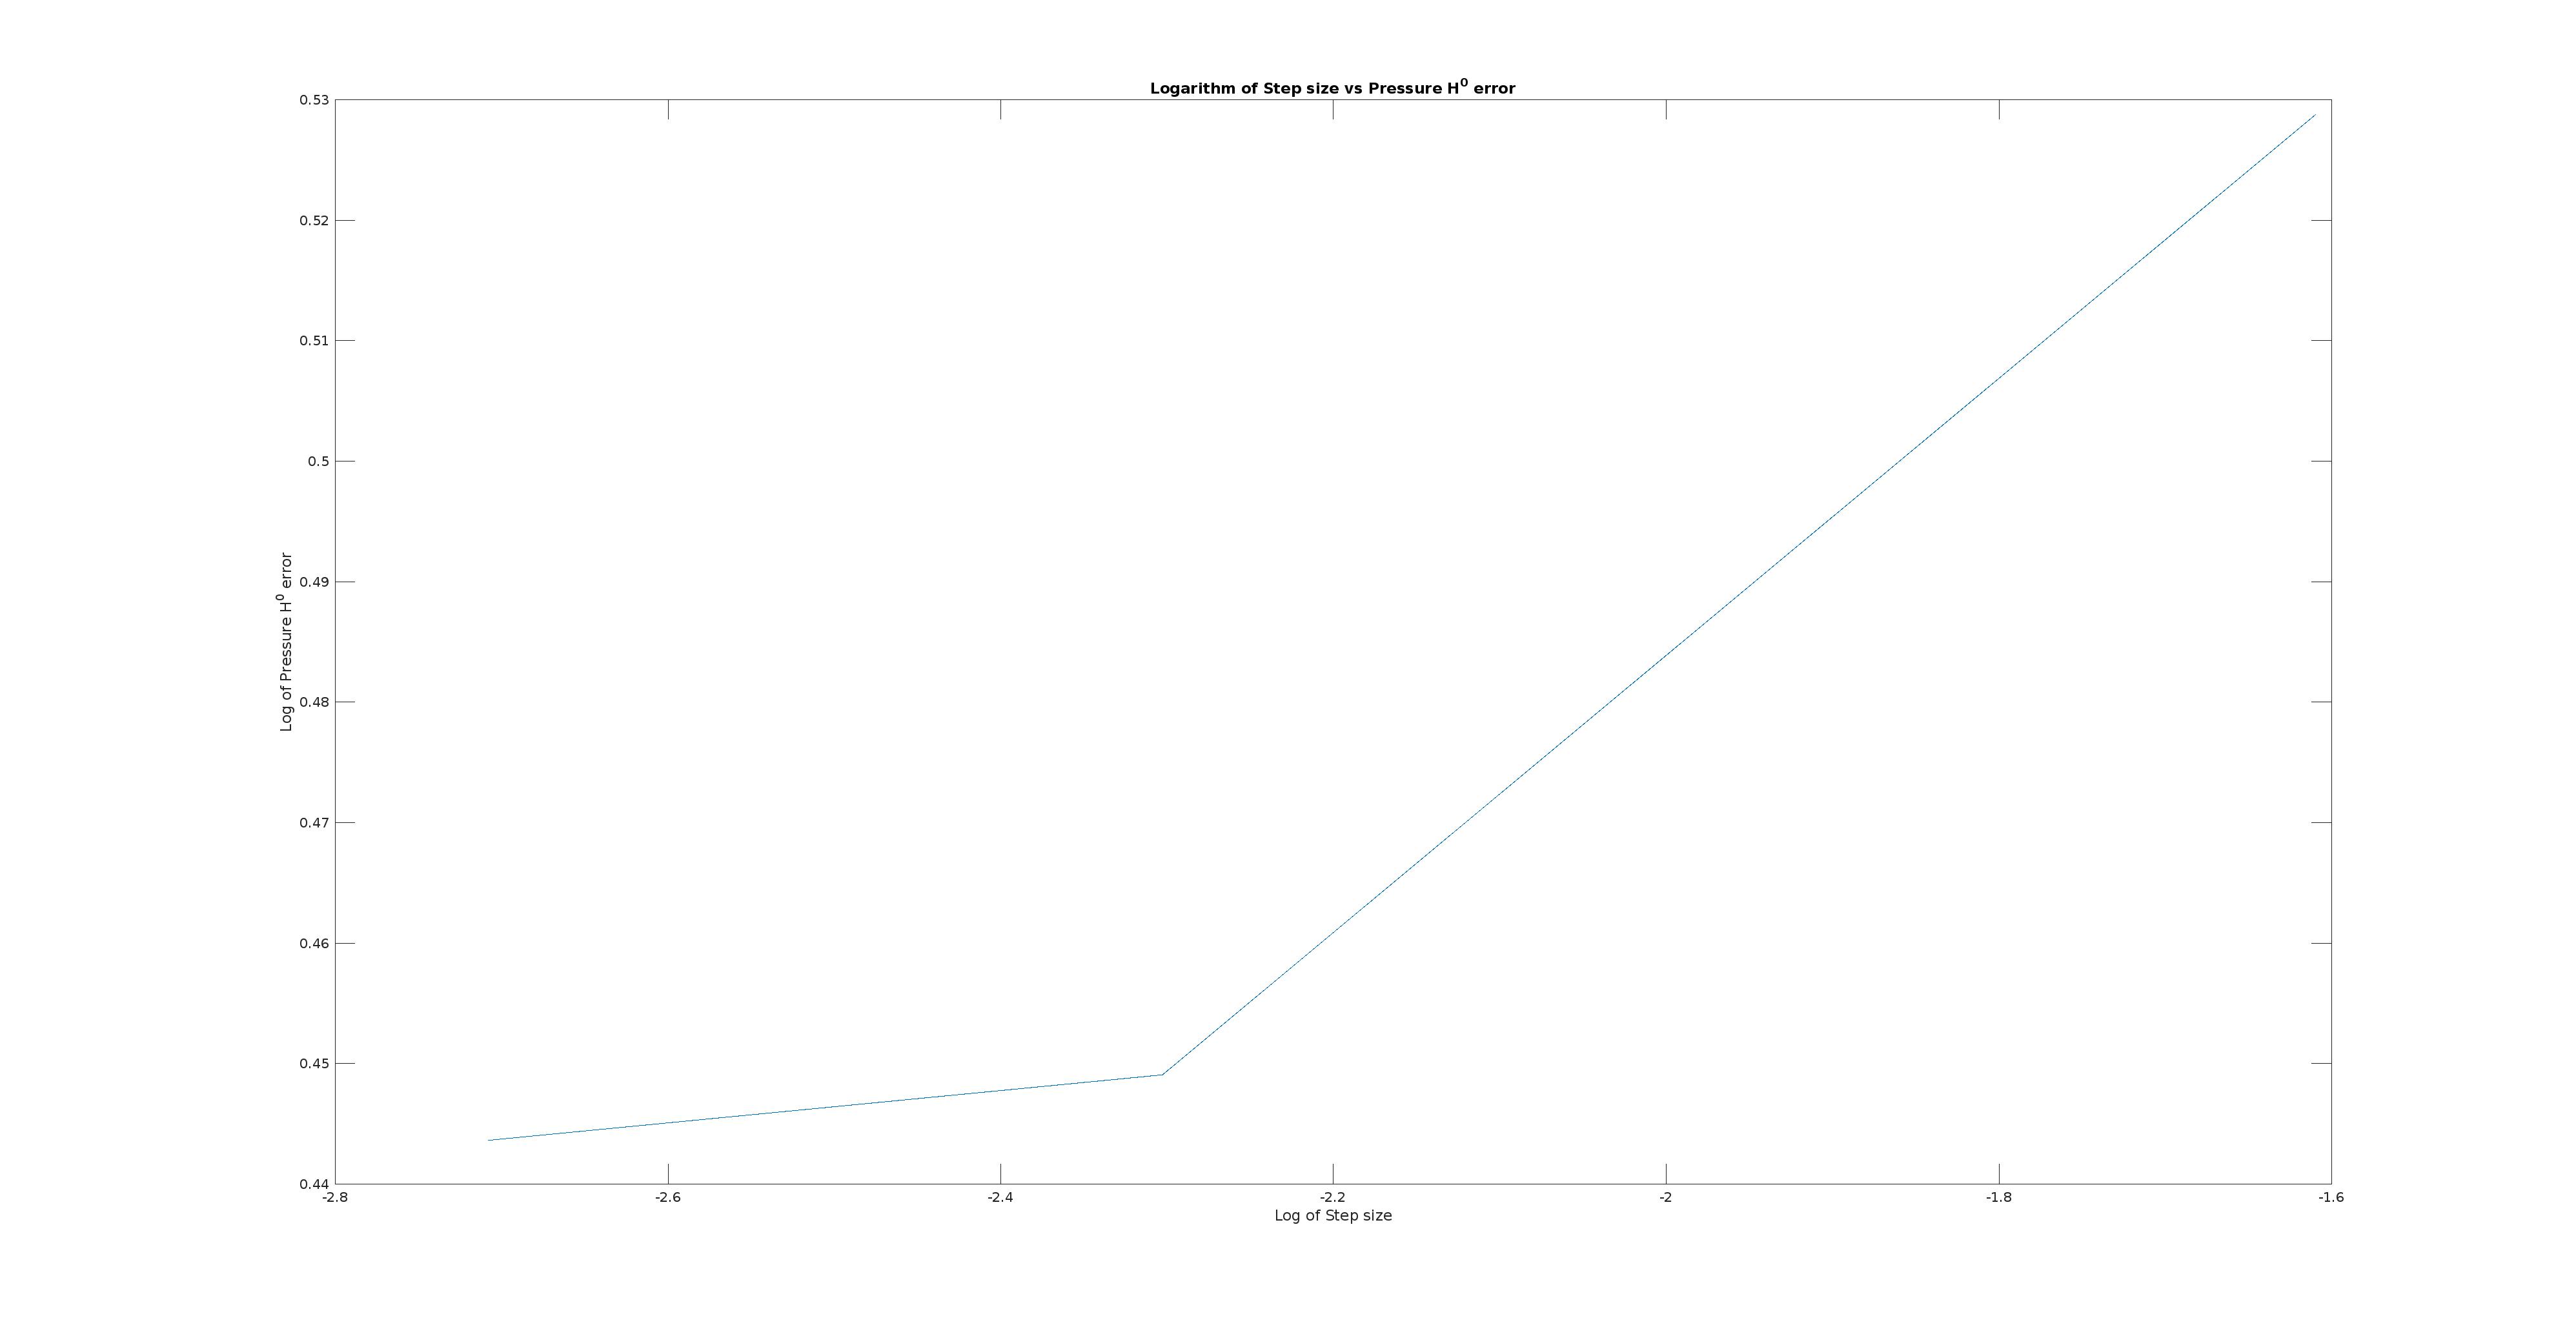 Logarithm of Step size vs Pressure H⁰ error
0.53
0.52
0.51
0.5
0.49
0.48
0.47
0.46
0.45
0.44
Log of Pressure H⁰ error
-2.8 -2.6 -2.4 -2.2 -2 -1.8 -1.6
Log of Step size